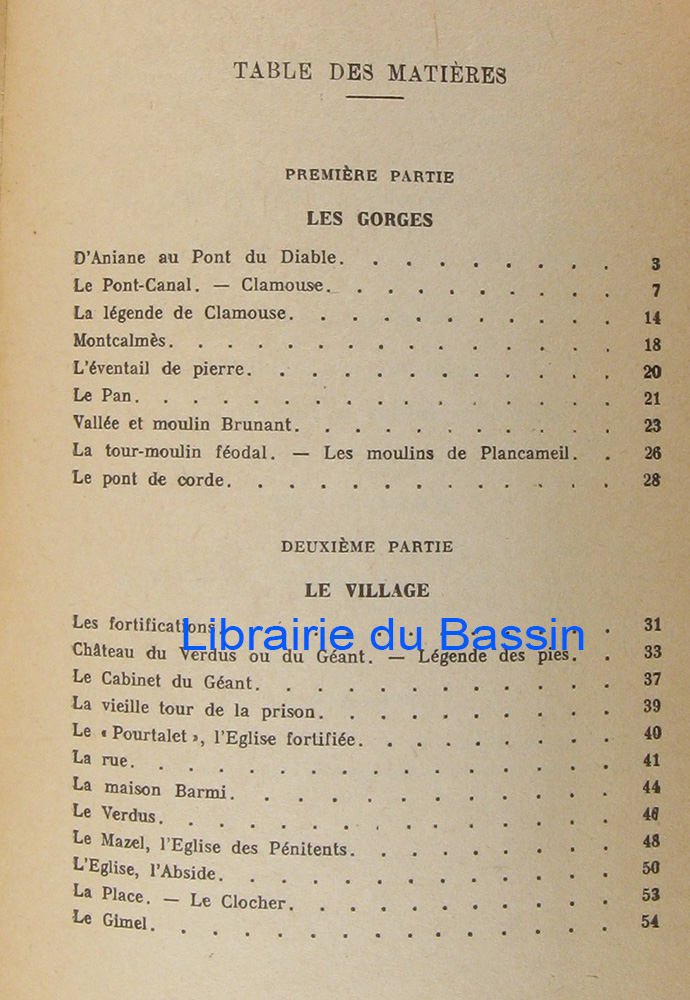 TABLE DES MATIÈRES
PREMIÈRE PARTIE
LES GORGES
D'Aniane au Pont du Diable. . . . . . . . . 3
Le Pont-Canal. — Clamouse. . . . . . . . . 7
La légende de Clamouse. . . . . . . . . . . 14
Montcalmès. . . . . . . . . . . . . . . 18
L'éventail de pierre. . . . . . . . . . . . 20
Le Pan. . . . . . . . . . . . . . . . 21
Vallée et moulin Brunant. . . . . . . . . . . 23
La tour-moulin féodal. — Les moulins de Plancameil. . 26
Le pont de corde. . . . . . . . . . . . . 28
DEUXIÈME PARTIE
LE VILLAGE
Les fortifications. . . . . . . . . . . . . 31
Librairie du Bassin
Château du Verdus ou du Géant. — Légende des pies. . 33
Le Cabinet du Géant. . . . . . . . . . . . 37
La vieille tour de la prison. . . . . . . . . . 39
Le « Pourtalet », l'Eglise fortifiée. . . . . . . . 40
La rue. . . . . . . . . . . . . . . . 41
La maison Barmi. . . . . . . . . . . . . 44
Le Verdus. . . . . . . . . . . . . . . 46
Le Mazel, l'Eglise des Pénitents. . . . . . . . . 48
L'Eglise, l'Abside. . . . . . . . . . . . . 50
La Place. — Le Clocher. . . . . . . . . . . 53
Le Gimel. . . . . . . . . . . . . . . 54